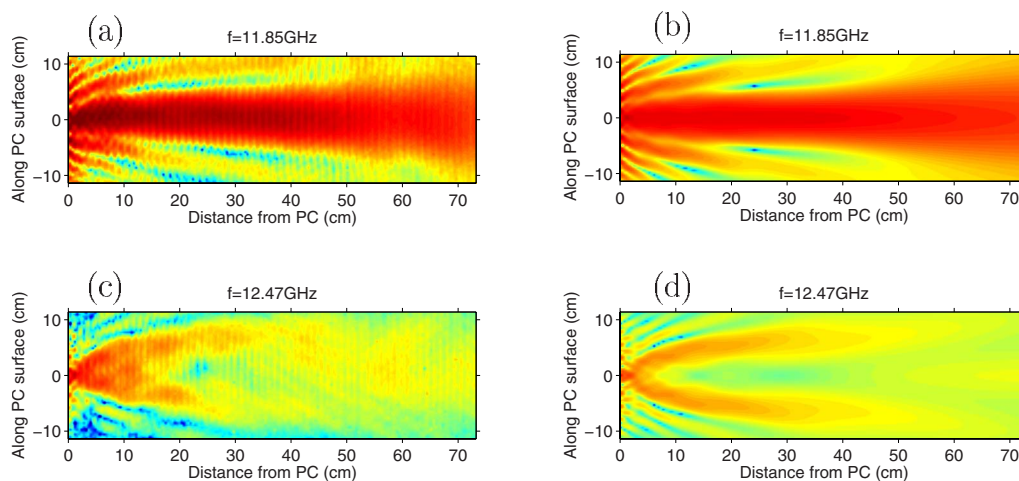 (a)
f=11.85GHz
Along PC surface (cm)
10
0
−10
0 10 20 30 40 50 60 70
Distance from PC (cm)
(b)
f=11.85GHz
Along PC surface (cm)
10
0
−10
0 10 20 30 40 50 60 70
Distance from PC (cm)
(c)
f=12.47GHz
Along PC surface (cm)
10
0
−10
0 10 20 30 40 50 60 70
Distance from PC (cm)
(d)
f=12.47GHz
Along PC surface (cm)
10
0
−10
0 10 20 30 40 50 60 70
Distance from PC (cm)